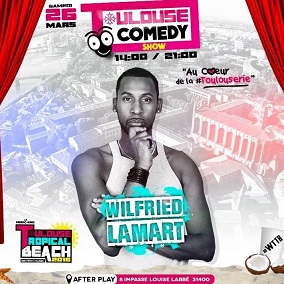 SAMEDI
26
MARS
TOULOUSE
COMEDY
SHOW
14:00 / 21:00
"Au Cœur
de la #Toulouserie"
WILFRIED
LAMART
TOULOUSE
TROPICAL
BEACH
#WTTB
AFTER PLAY
6 IMPASSE LOUISE LABBÉ 31400